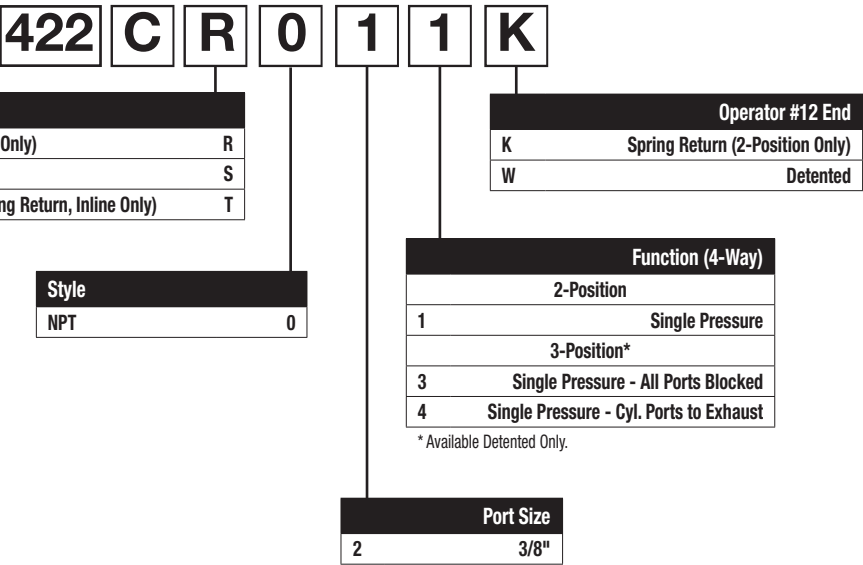 422 C R 0 1 1 K
Operator #12 End
K Spring Return (2-Position Only)
W Detented
Only) R
S
ng Return, Inline Only) T
Function (4-Way)
2-Position
1 Single Pressure
3-Position*
3 Single Pressure - All Ports Blocked
4 Single Pressure - Cyl. Ports to Exhaust
* Available Detented Only.
Style
NPT 0
Port Size
2 3/8"